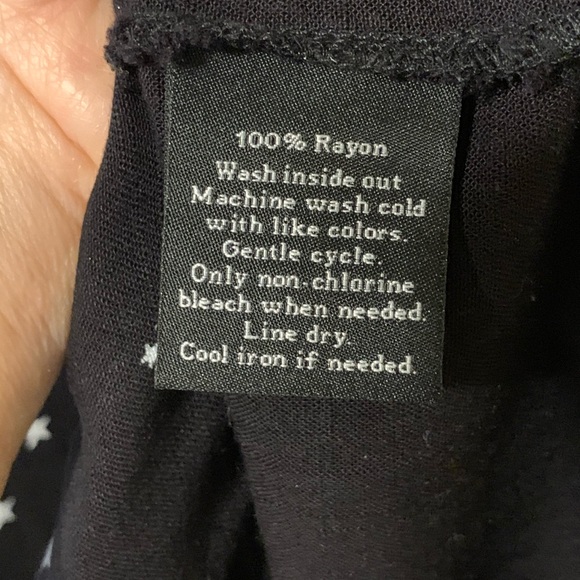 100% Rayon
Wash inside out
Machine wash cold
with like colors.
Gentle cycle.
Only non-chlorine
bleach when needed.
Line dry.
Cool iron if needed.